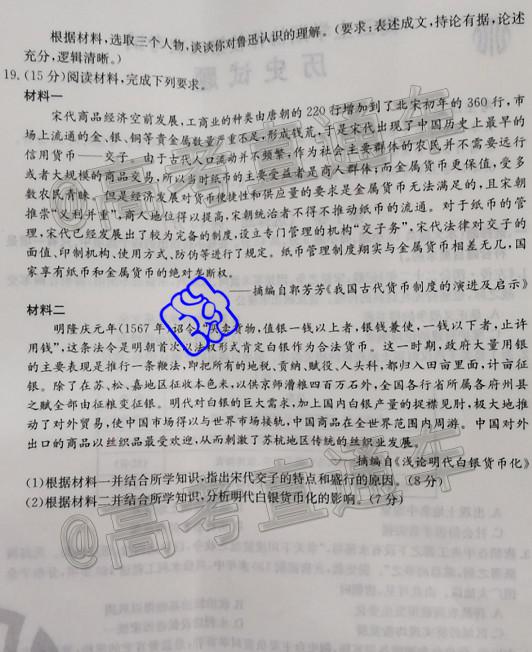 根据材料，选取三个人物，谈谈你对鲁迅认识的理解。（要求：表述成文，持论有据，论述
充分，逻辑清晰。）
19.（15分）阅读材料，完成下列要求。
材料一
宋代商品经济空前发展，工商业的种类由唐朝的220行增加到了北宋初年的360行，市
场上流通的金、银、铜等贵金属数量严重不足，形成钱荒，于是宋代出现了中国历史上最早的
信用货币——交子。由于古代人口流动并不频繁，作为社会主要群体的农民并不需要远行
或者大规模的商品交易，所以当时纸币的主要受益者是商人群体；而金属货币更保值，受多
数农民青睐。但是经济发展对货币便捷性和供应量的要求是金属货币无法满足的，且宋朝
推崇“义利并重”，商人地位得以提高，宋朝统治者不得不推动纸币的流通。对于纸币的管
理，宋代已经发展出了较为完备的制度，设立专门管理的机构“交子务”，宋代法律对交子的
面值、印制机构、使用方式、防伪等进行了规定。纸币管理制度翔实与金属货币相差无几，国
家享有纸币和金属货币的绝对垄断权。
——摘编自郭芳芳《我国古代货币制度的演进及启示》
材料二
明隆庆元年（1567年）诏令“买卖货物，值银一钱以上者，银钱兼使，一钱以下者，止许
用钱”，这条法令是明朝首次以法权形式肯定白银作为合法货币。这一时期，政府大量用银
的主要表现是推行一条鞭法，即把所有的地税、贡纳、赋役、人头科，都归入田亩里面，计亩征
银。除了在苏、松、嘉地区征收本色米，以供京师漕粮四百万石外，全国各行省所属各府州县
之赋全部由征粮变征银。明代对白银的巨大需求，加上国内白银产量的捉襟见肘，极大地推
动了对外贸易，使中国市场得以与世界市场接轨，中国商品在全世界范围内周游。中国对外
出口的商品以丝织品最受欢迎，从而刺激了苏杭地区传统的丝织业发展。
——摘编自《浅论明代白银货币化》
（1）根据材料一并结合所学知识，指出宋代交子的特点和盛行的原因。（8分）
（2）根据材料二并结合所学知识，分析明代白银货币化的影响。（7分）
@高考直通车
@高考直通车